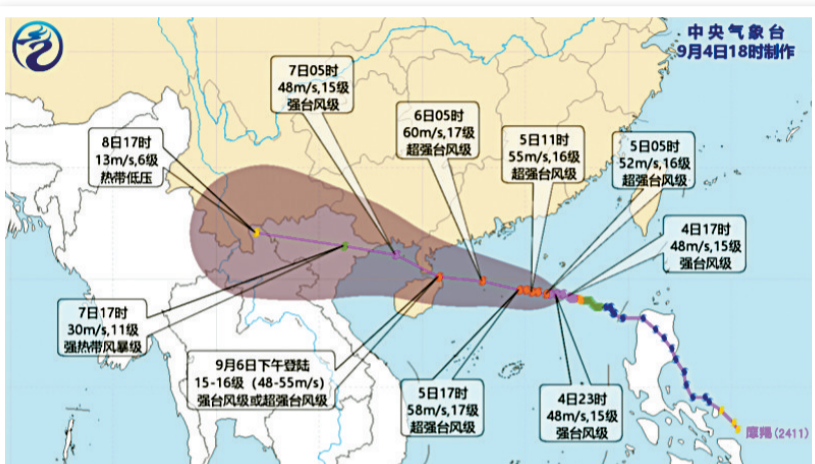 中央气象台
9月4日18时制作
7日05时
48m/s,15级
强台风级
6日05时
60m/s,17级
超强台风级
5日11时
55m/s,16级
超强台风级
5日05时
52m/s,16级
超强台风级
8日17时
13m/s,6级
热带低压
4日17时
48m/s,15级
强台风级
7日17时
30m/s,11级
强热带风暴级
9月6日下午登陆
15-16级（48-55m/s）
强台风级或超强台风级
5日17时
58m/s,17级
超强台风级
4日23时
48m/s,15级
强台风级
(2411)